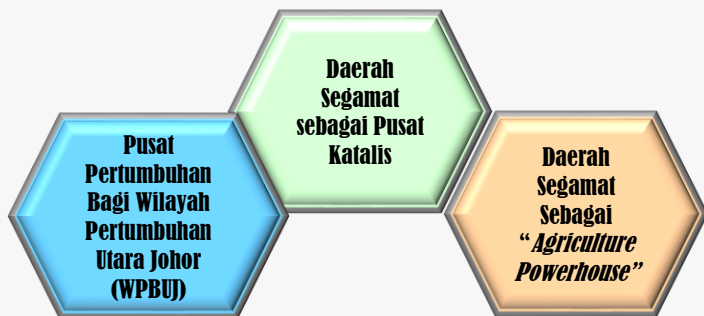 Pusat
Pertumbuhan
Bagi Wilayah
Pertumbuhan
Utara Johor
(WPBUJ)
Daerah
Segamat
sebagai Pusat
Katalis
Daerah
Segamat
Sebagai
“ Agriculture
Powerhouse”